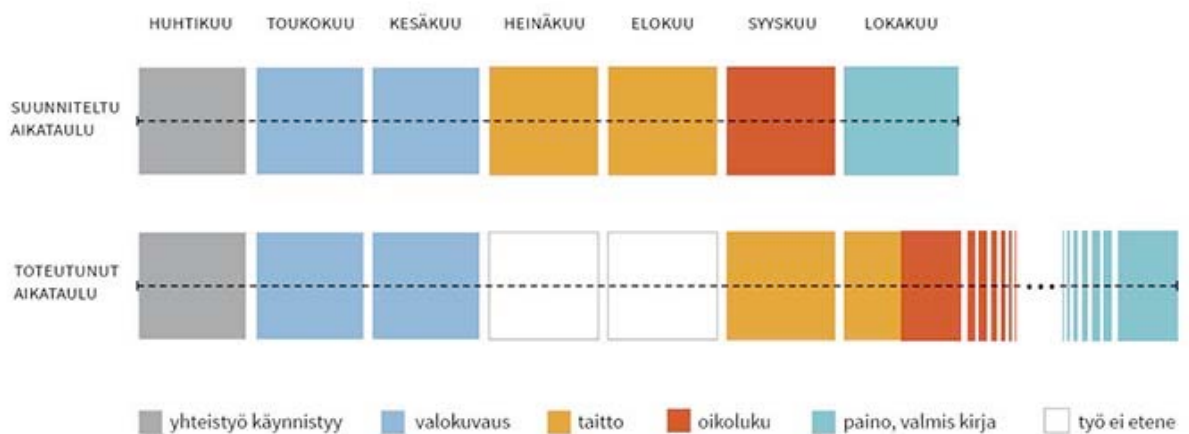 HUHTIKUU TOUKOKUU KESÄKUU HEINÄKUU ELOKUU SYYSKUU LOKAKUU
SUUNNITELTU
AIKATAULU
TOTEUTUNUT
AIKATAULU
yhteistyö käynnistyy valokuvaus taitto oikoluku paino, valmis kirja työ ei etene